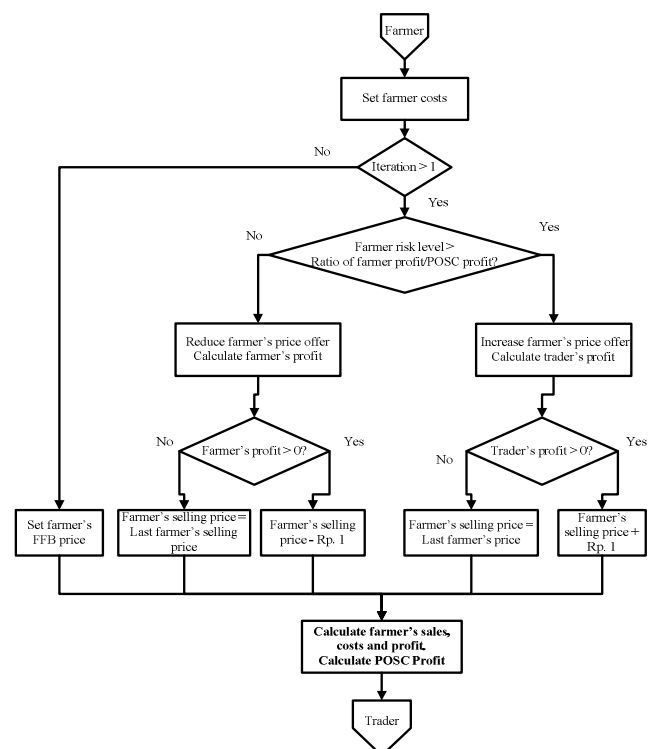 Farmer
Set farmer costs
No
Iteration > 1
Yes
No
Yes
Farmer risk level >
Ratio of farmer profit/POSC profit?
Reduce farmer's price offer
Calculate farmer's profit
Increase farmer's price offer
Calculate trader's profit
No
Farmer's profit > 0?
Yes
No
Trader's profit > 0?
Yes
Set farmer's
FFB price
Farmer's selling price =
Last farmer's selling
price
Farmer's selling
price - Rp. 1
Farmer's selling price =
Last farmer's price
Farmer's
selling price +
Rp. 1
Calculate farmer's sales,
costs and profit.
Calculate POSC Profit
Trader